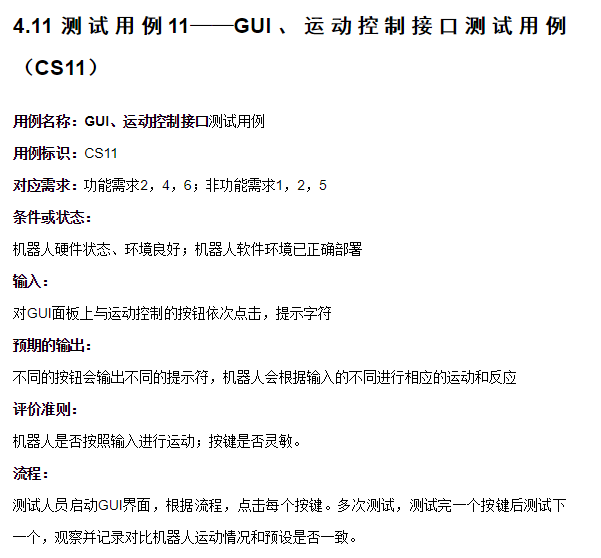 4.11 测试用例11——GUI、运动控制接口测试用例
（CS11）
用例名称：GUI、运动控制接口测试用例
用例标识：CS11
对应需求：功能需求2，4，6；非功能需求1，2，5
条件或状态：
机器人硬件状态、环境良好；机器人软件环境已正确部署
输入：
对GUI面板上与运动控制的按钮依次点击，提示字符
预期的输出：
不同的按钮会输出不同的提示符，机器人会根据输入的不同进行相应的运动和反应
评价准则：
机器人是否按照输入进行运动；按键是否灵敏。
流程：
测试人员启动GUI界面，根据流程，点击每个按键。多次测试，测试完一个按键后测试下
一个，观察并记录对比机器人运动情况和预设是否一致。